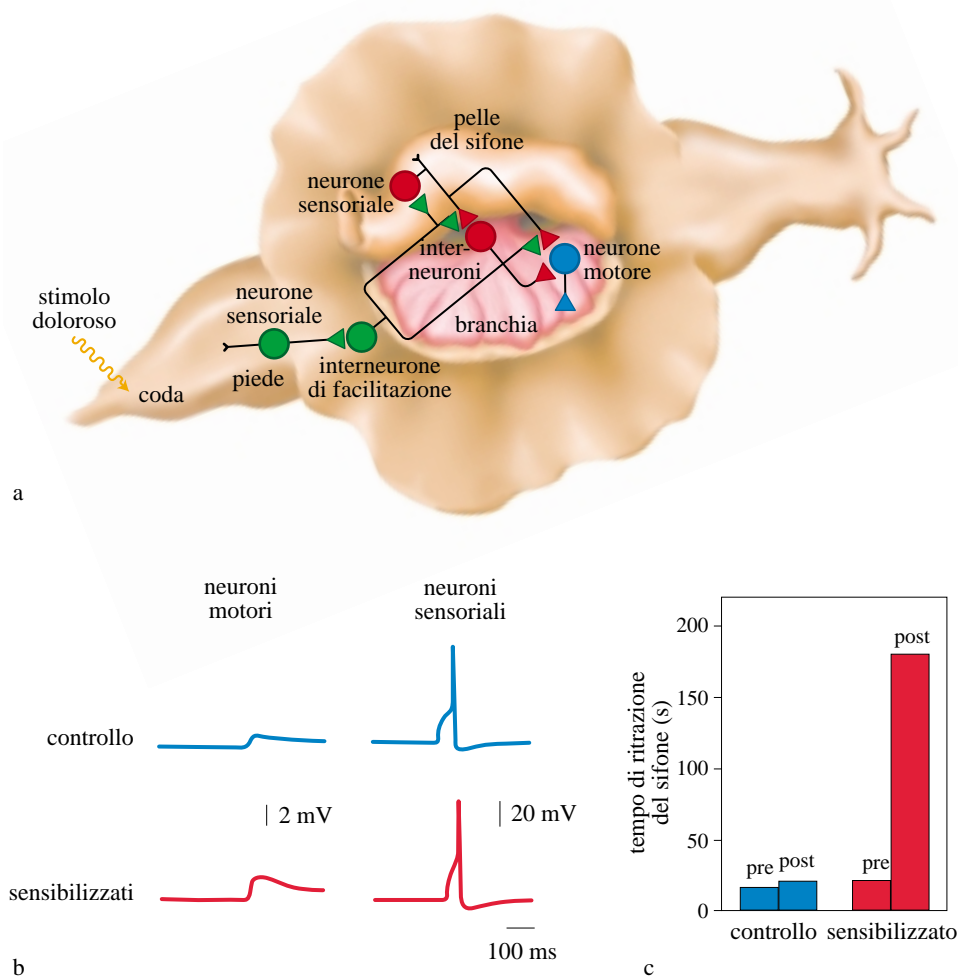 pelle
del sifone
neurone
sensoriale
inter-
neuroni
neurone
motore
stimolo
doloroso
neurone
sensoriale
branchia
piede
interneurone
di facilitazione
coda
a
neuroni
motori
neuroni
sensoriali
controllo
2 mV
20 mV
sensibilizzati
100 ms
b
tempo di ritrazione
del sifone (s)
200
150
100
50
0
pre
post
pre
post
controllo
sensibilizzato
c